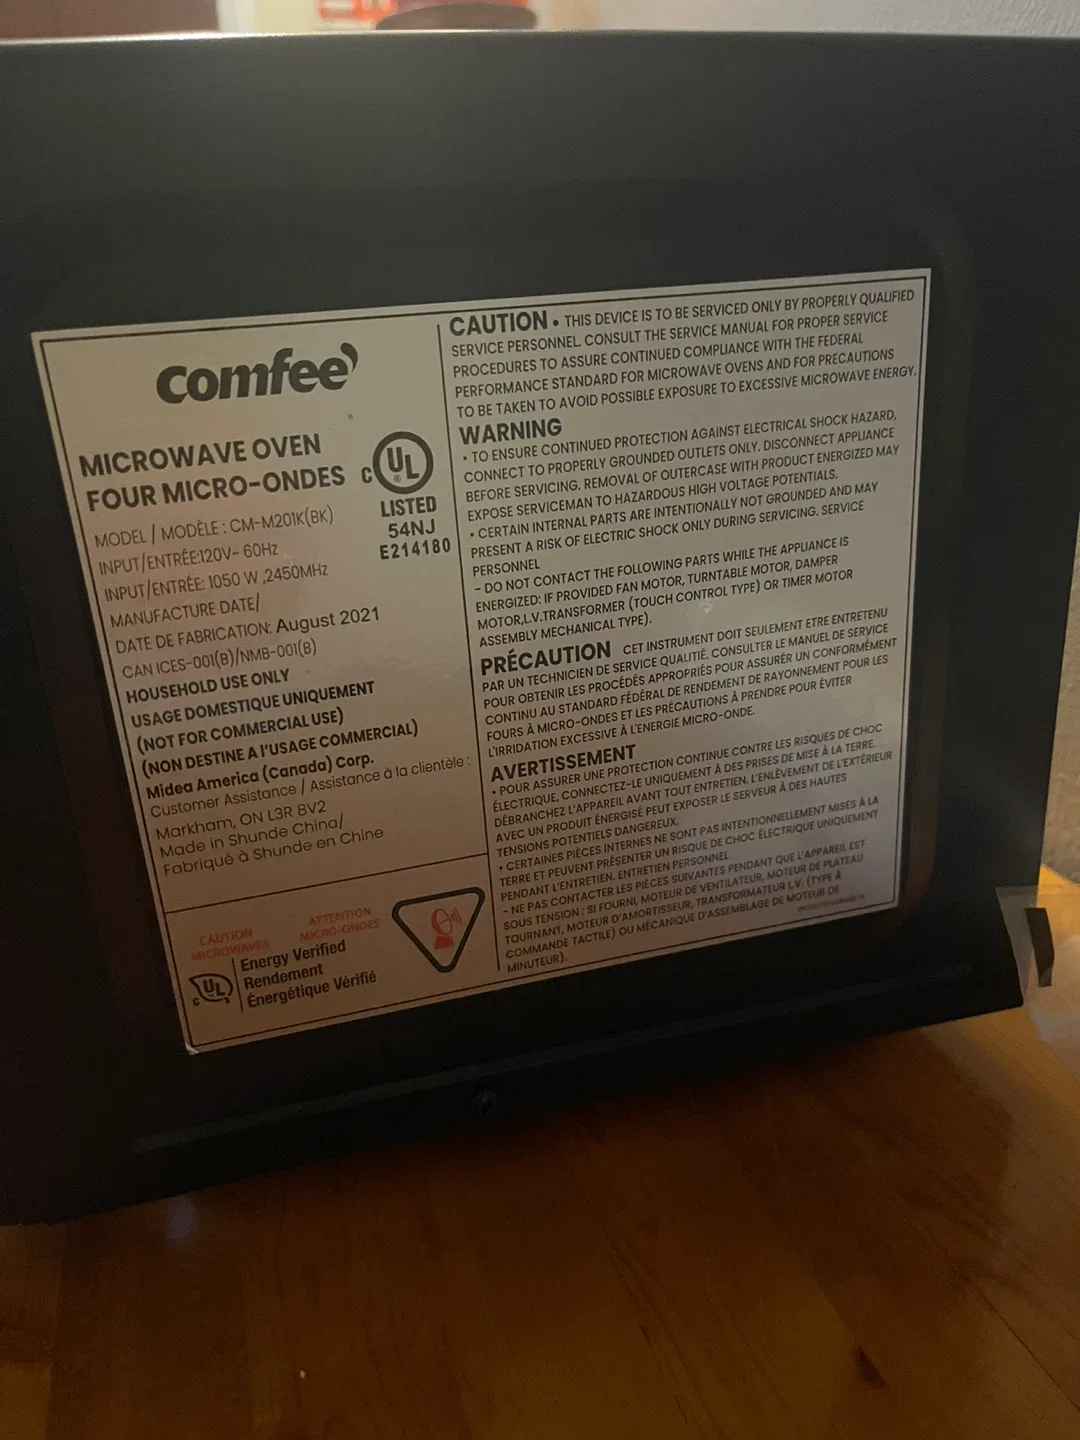 comfee'
MICROWAVE OVEN
FOUR MICRO-ONDES
C UL ®
LISTED
54NJ
E214180
MODEL / MODÈLE : CM-M201K(BK)
INPUT/ENTRÉE:120V~ 60Hz
INPUT/ENTRÉE: 1050 W ,2450MHz
MANUFACTURE DATE/
DATE DE FABRICATION: August 2021
CAN ICES-001(B)/NMB-001(B)
HOUSEHOLD USE ONLY
USAGE DOMESTIQUE UNIQUEMENT
(NOT FOR COMMERCIAL USE)
(NON DESTINE A l'USAGE COMMERCIAL)
Midea America (Canada) Corp.
Customer Assistance / Assistance à la clientèle :
Markham, ON L3R 8V2
Made in Shunde China/
Fabriqué à Shunde en Chine
CAUTION
MICROWAVES
ATTENTION
MICRO-ONDES
C UL
Energy Verified
Rendement
Énergétique Vérifié
CAUTION • THIS DEVICE IS TO BE SERVICED ONLY BY PROPERLY QUALIFIED
SERVICE PERSONNEL. CONSULT THE SERVICE MANUAL FOR PROPER SERVICE
PROCEDURES TO ASSURE CONTINUED COMPLIANCE WITH THE FEDERAL
PERFORMANCE STANDARD FOR MICROWAVE OVENS AND FOR PRECAUTIONS
TO BE TAKEN TO AVOID POSSIBLE EXPOSURE TO EXCESSIVE MICROWAVE ENERGY.
WARNING
• TO ENSURE CONTINUED PROTECTION AGAINST ELECTRICAL SHOCK HAZARD,
CONNECT TO PROPERLY GROUNDED OUTLETS ONLY. DISCONNECT APPLIANCE
BEFORE SERVICING. REMOVAL OF OUTERCASE WITH PRODUCT ENERGIZED MAY
EXPOSE SERVICEMAN TO HAZARDOUS HIGH VOLTAGE POTENTIALS.
• CERTAIN INTERNAL PARTS ARE INTENTIONALLY NOT GROUNDED AND MAY
PRESENT A RISK OF ELECTRIC SHOCK ONLY DURING SERVICING. SERVICE
PERSONNEL
- DO NOT CONTACT THE FOLLOWING PARTS WHILE THE APPLIANCE IS
ENERGIZED: IF PROVIDED FAN MOTOR, TURNTABLE MOTOR, DAMPER
MOTOR,L.V.TRANSFORMER (TOUCH CONTROL TYPE) OR TIMER MOTOR
ASSEMBLY MECHANICAL TYPE).
PRÉCAUTION CET INSTRUMENT DOIT SEULEMENT ETRE ENTRETENU
PAR UN TECHNICIEN DE SERVICE QUALITIÉ. CONSULTER LE MANUEL DE SERVICE
POUR OBTENIR LES PROCÉDÉS APPROPRIÉS POUR ASSURER UN CONFORMÉMENT
CONTINU AU STANDARD FÉDÉRAL DE RENDEMENT DE RAYONNEMENT POUR LES
FOURS À MICRO-ONDES ET LES PRÉCAUTIONS À PRENDRE POUR ÉVITER
L'IRRIDATION EXCESSIVE À L'ENERGIE MICRO-ONDE.
AVERTISSEMENT
• POUR ASSURER UNE PROTECTION CONTINUE CONTRE LES RISQUES DE CHOC
ÉLECTRIQUE, CONNECTEZ-LE UNIQUEMENT À DES PRISES DE MISE À LA TERRE.
DÉBRANCHEZ L'APPAREIL AVANT TOUT ENTRETIEN. L'ENLÈVEMENT DE L'EXTÉRIEUR
AVEC UN PRODUIT ÉNERGISÉ PEUT EXPOSER LE SERVEUR À DES HAUTES
TENSIONS POTENTIELS DANGEREUX.
• CERTAINES PIÈCES INTERNES NE SONT PAS INTENTIONNELLEMENT MISES À LA
TERRE ET PEUVENT PRÉSENTER UN RISQUE DE CHOC ÉLECTRIQUE UNIQUEMENT
PENDANT L'ENTRETIEN. ENTRETIEN PERSONNEL
- NE PAS CONTACTER LES PIÈCES SUIVANTES PENDANT QUE L'APPAREIL EST
SOUS TENSION : SI FOURNI, MOTEUR DE VENTILATEUR, MOTEUR DE PLATEAU
TOURNANT, MOTEUR D'AMORTISSEUR, TRANSFORMATEUR L.V. (TYPE À
COMMANDE TACTILE) OU MÉCANIQUE D'ASSEMBLAGE DE MOTEUR DE
MINUTEUR).